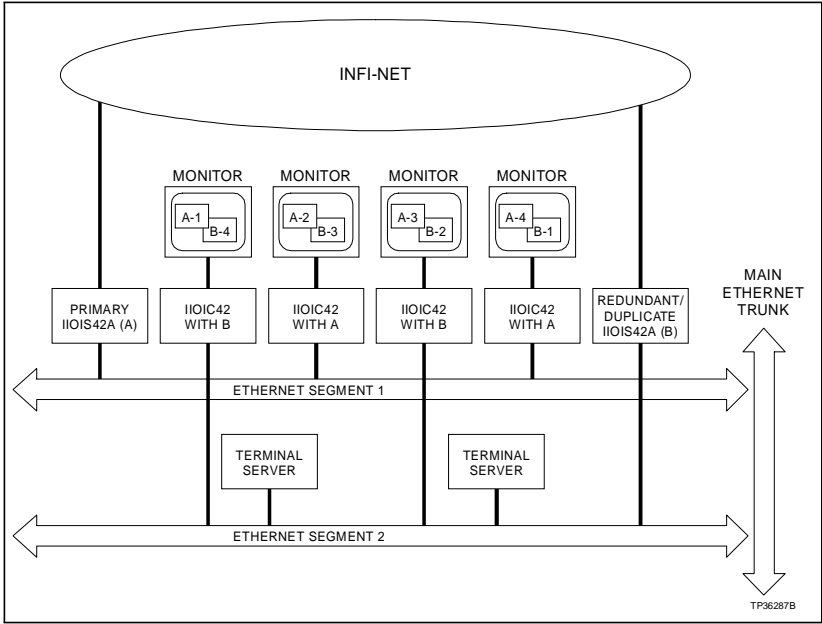 INFI-NET
MONITOR
MONITOR
MONITOR
MONITOR
A-1
B-4
A-2
B-3
A-3
B-2
A-4
B-1
PRIMARY
IIOIS42A (A)
IIOIC42
WITH B
IIOIC42
WITH A
IIOIC42
WITH B
IIOIC42
WITH A
REDUNDANT/
DUPLICATE
IIOIS42A (B)
MAIN
ETHERNET
TRUNK
ETHERNET SEGMENT 1
TERMINAL
SERVER
TERMINAL
SERVER
ETHERNET SEGMENT 2
TP36287B